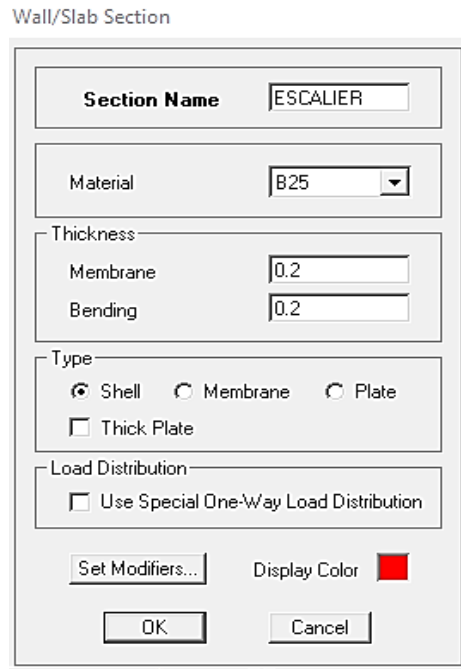 Wall/Slab Section
Section Name ESCALIER
Material B25
Thickness
Membrane 0.2
Bending 0.2
Type
Shell Membrane Plate
Thick Plate
Load Distribution
Use Special One-Way Load Distribution
Set Modifiers... Display Color
OK Cancel